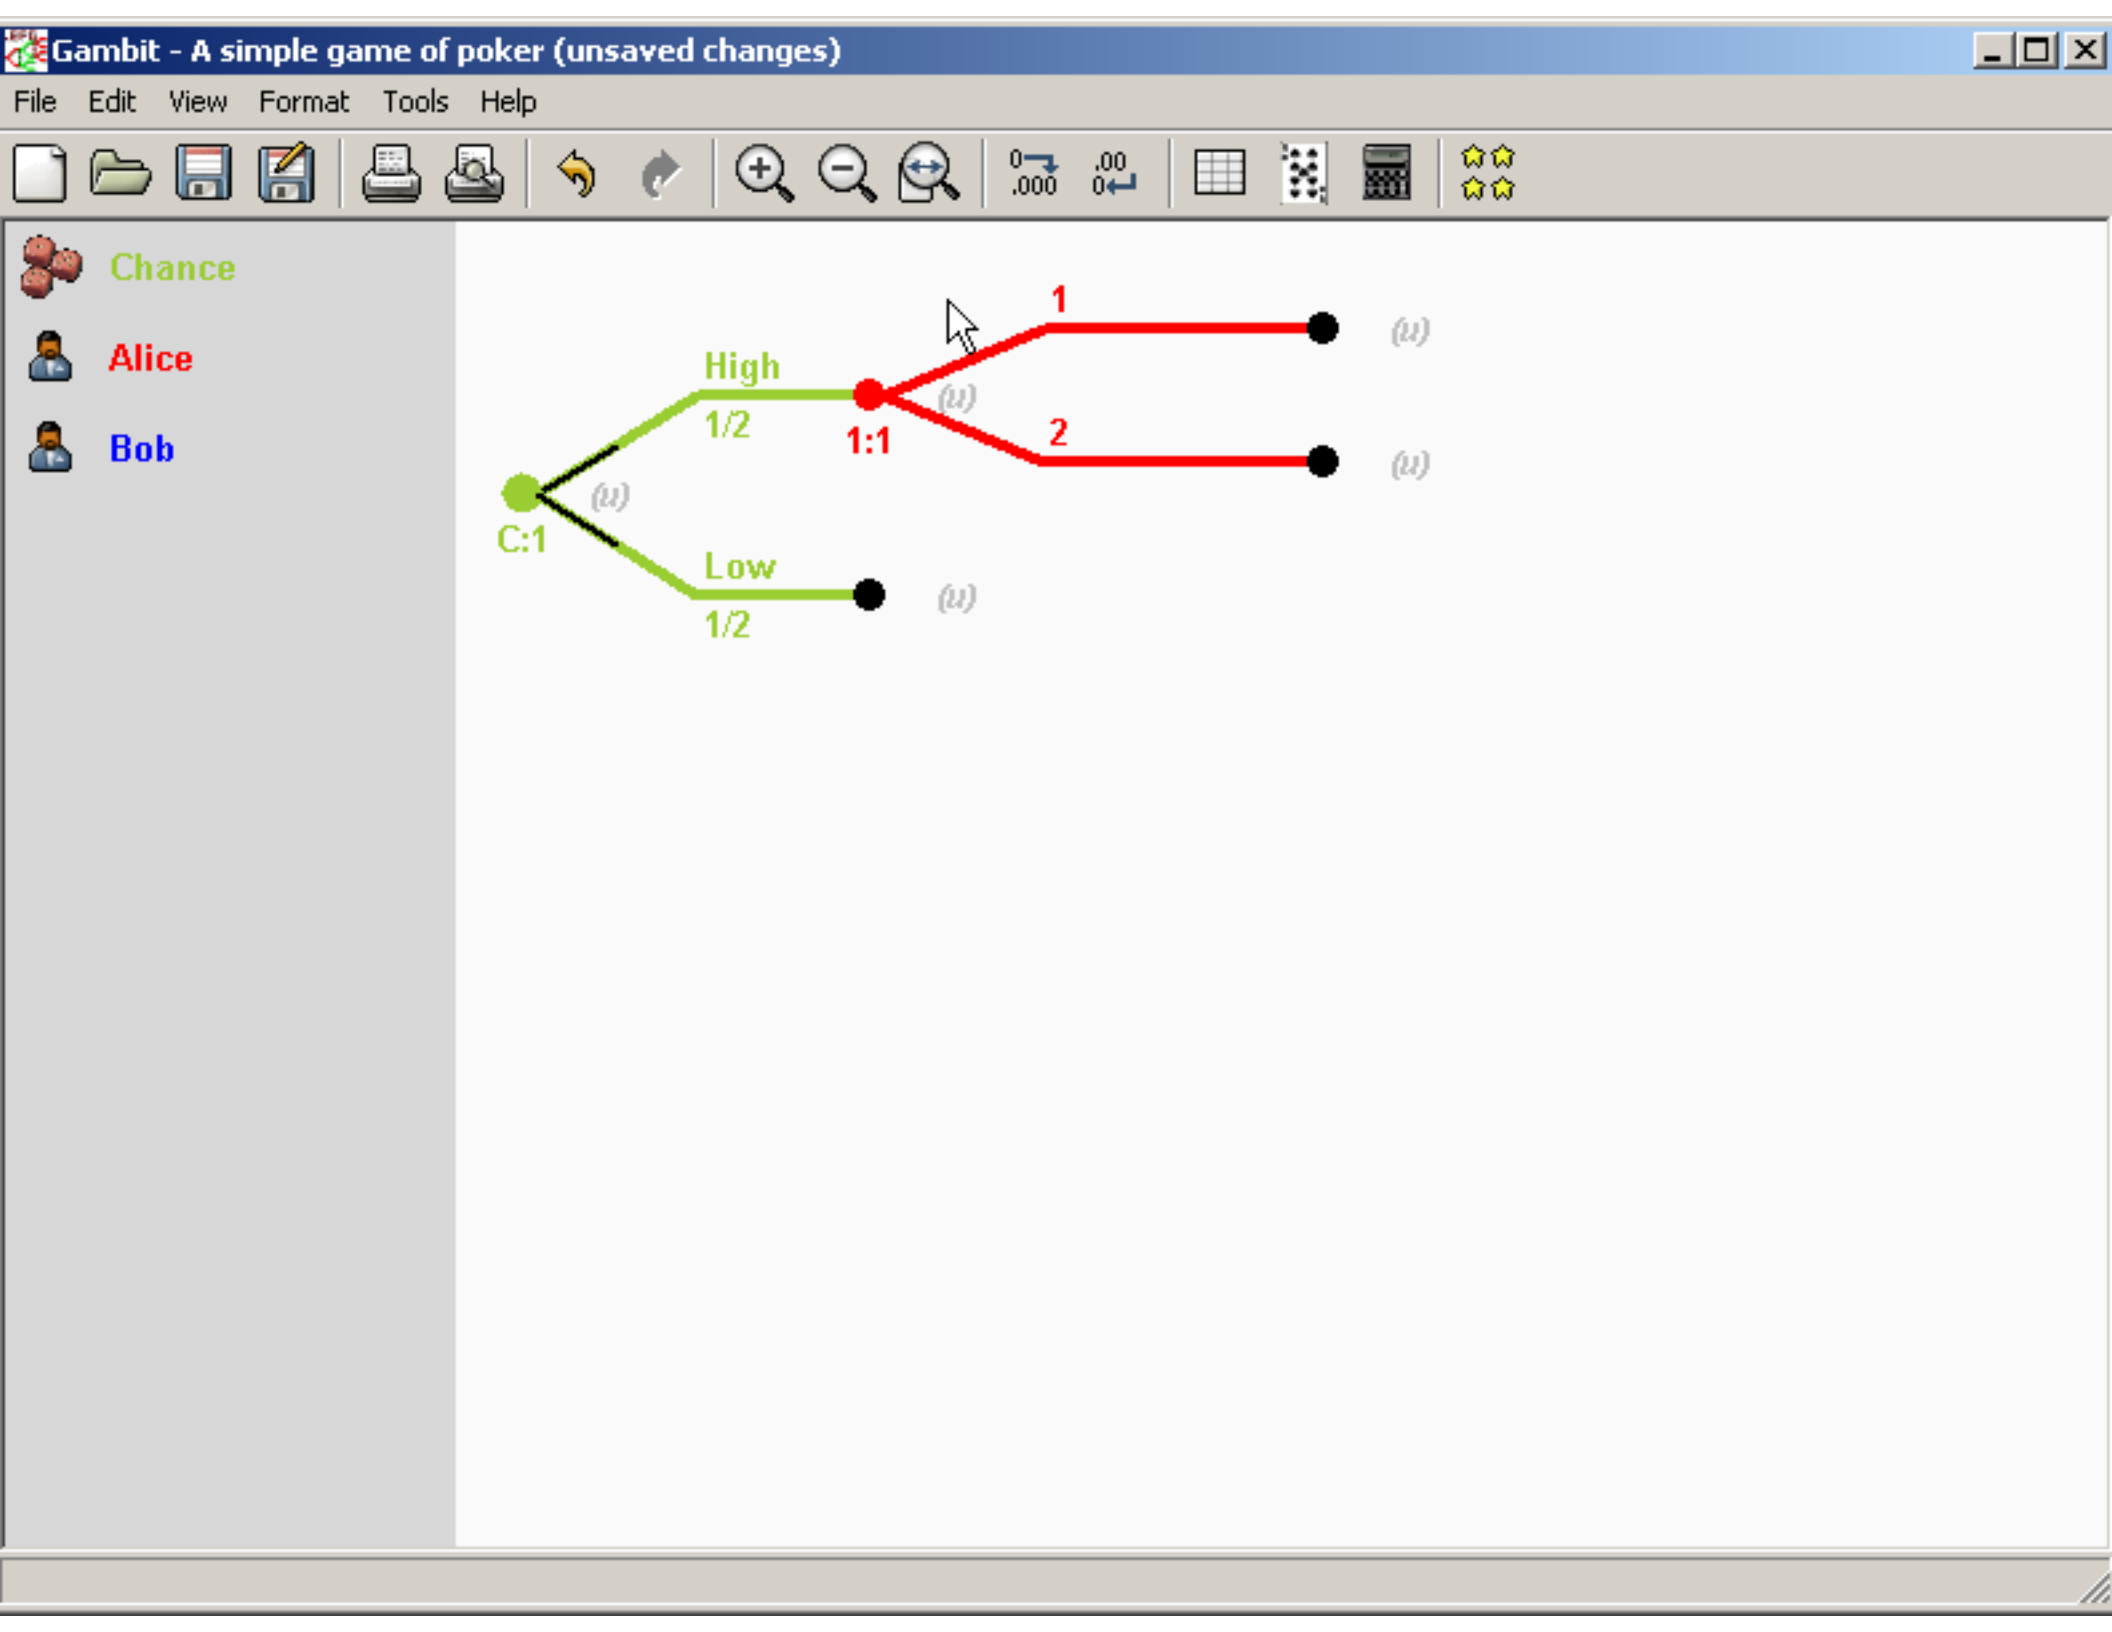 Gambit - A simple game of poker (unsaved changes)
File Edit View Format Tools Help
0 .000 .00 0
Chance
Alice
Bob
1
(u)
High
1/2
(u)
1:1
2
(u)
(u)
C:1
Low
1/2
(u)